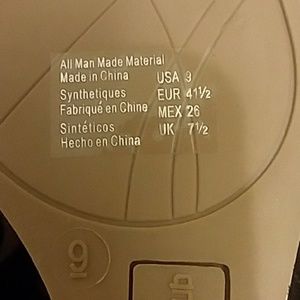 All Man Made Material
Made in China USA 9
Synthetiques EUR 41½
Fabriqué en Chine MEX 26
Sintéticos UK 7½
Hecho en China
9